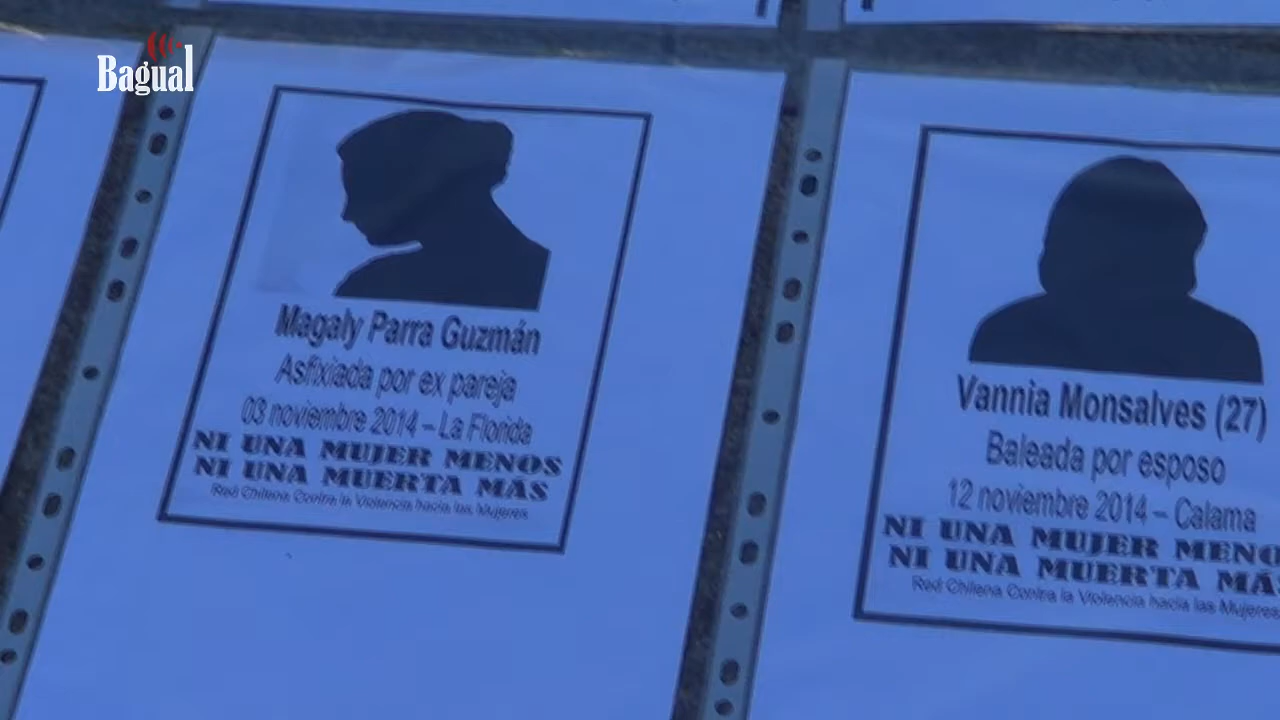 Bagual
Magaly Parra Guzmán
Asfixiada por ex pareja
03 noviembre 2014 – La Florida
NI UNA MUJER MENOS
NI UNA MUERTA MÁS
Red Chilena Contra la Violencia hacia las Mujeres
Vannia Monsalves (27)
Baleada por esposo
12 noviembre 2014 – Calama
NI UNA MUJER MENO
NI UNA MUERTA MÁ
Red Chilena Contra la Violencia hacia las Mujeres